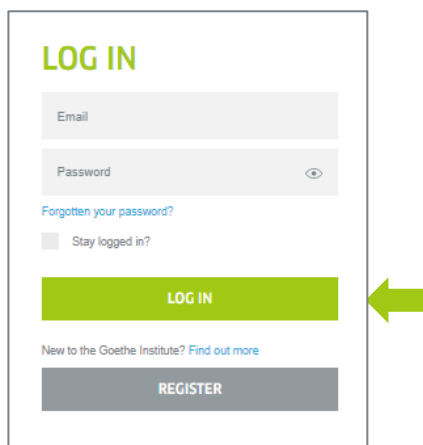 LOG IN
Email
Password
Forgotten your password?
Stay logged in?
LOG IN
New to the Goethe Institute? Find out more
REGISTER